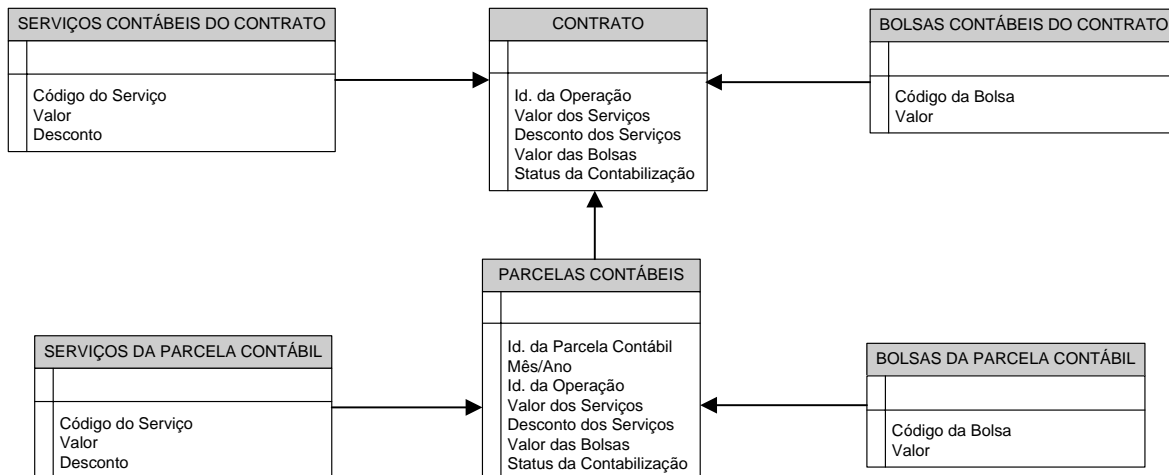 SERVIÇOS CONTÁBEIS DO CONTRATO
Código do Serviço
Valor
Desconto
CONTRATO
Id. da Operação
Valor dos Serviços
Desconto dos Serviços
Valor das Bolsas
Status da Contabilização
BOLSAS CONTÁBEIS DO CONTRATO
Código da Bolsa
Valor
SERVIÇOS DA PARCELA CONTÁBIL
Código do Serviço
Valor
Desconto
PARCELAS CONTÁBEIS
Id. da Parcela Contábil
Mês/Ano
Id. da Operação
Valor dos Serviços
Desconto dos Serviços
Valor das Bolsas
Status da Contabilização
BOLSAS DA PARCELA CONTÁBIL
Código da Bolsa
Valor